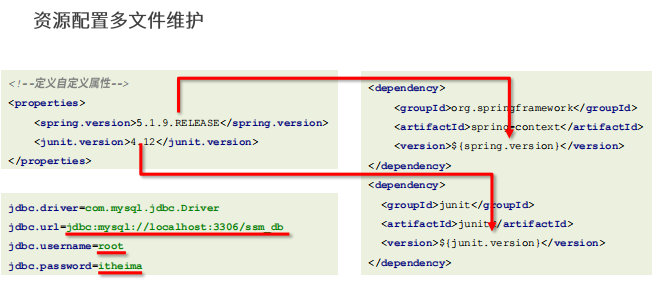 资源配置多文件维护
<!--定义自定义属性-->
<properties>
<spring.version>5.1.9.RELEASE</spring.version>
<junit.version>4.12</junit.version>
</properties>
jdbc.driver=com.mysql.jdbc.Driver
jdbc.url=jdbc:mysql://localhost:3306/ssm_db
jdbc.username=root
jdbc.password=itheima
<dependency>
<groupId>org.springframework</groupId>
<artifactId>spring-context</artifactId>
<version>${spring.version}</version>
</dependency>
<dependency>
<groupId>junit</groupId>
<artifactId>junit</artifactId>
<version>${junit.version}</version>
</dependency>